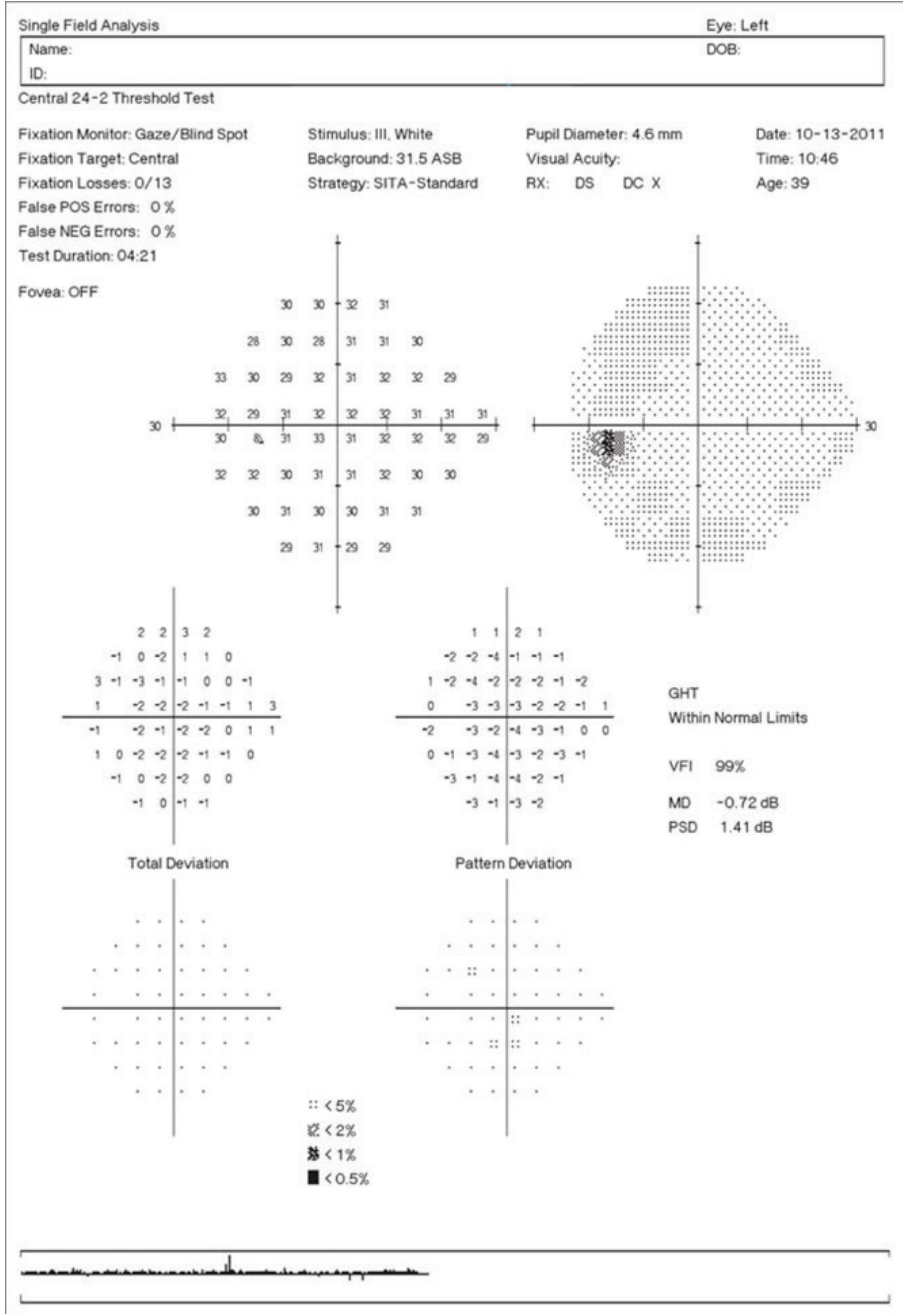 Single Field Analysis Eye: Left
Name: DOB:
ID:
Central 24-2 Threshold Test
Fixation Monitor: Gaze/Blind Spot Stimulus: III, White Pupil Diameter: 4.6 mm Date: 10-13-2011
Fixation Target: Central Background: 31.5 ASB Visual Acuity: Time: 10:46
Fixation Losses: 0/13 Strategy: SITA-Standard RX: DS DC X Age: 39
False POS Errors: 0 %
False NEG Errors: 0 %
Test Duration: 04:21
Fovea: OFF
30 30 32 31
28 30 28 31 31 30
33 30 29 32 31 32 32 29
32 29 31 32 32 32 31 31 31
30 30
30 8 31 33 31 32 32 32 29
32 32 30 31 31 32 30 30
30 31 30 30 31 31
29 31 29 29
2 2 3 2 1 1 2 1
-1 0 -2 1 1 0 -2 -2 -4 -1 -1 -1
3 -1 -3 -1 -1 0 0 -1 1 -2 -4 -2 -2 -2 -1 -2
1 -2 -2 -2 -1 -1 1 3 0 -3 -3 -3 -2 -2 -1 1
-1 -2 -1 -2 -2 0 1 1 -2 -3 -2 -4 -3 -1 0 0
1 0 -2 -2 -2 -1 -1 0 0 -1 -3 -4 -3 -2 -3 -1
-1 0 -2 -2 0 0 -3 -1 -4 -4 -2 -1
-1 0 -1 -1 -3 -1 -3 -2
GHT
Within Normal Limits
VFI 99%
MD -0.72 dB
PSD 1.41 dB
Total Deviation Pattern Deviation
< 5%
< 2%
< 1%
< 0.5%